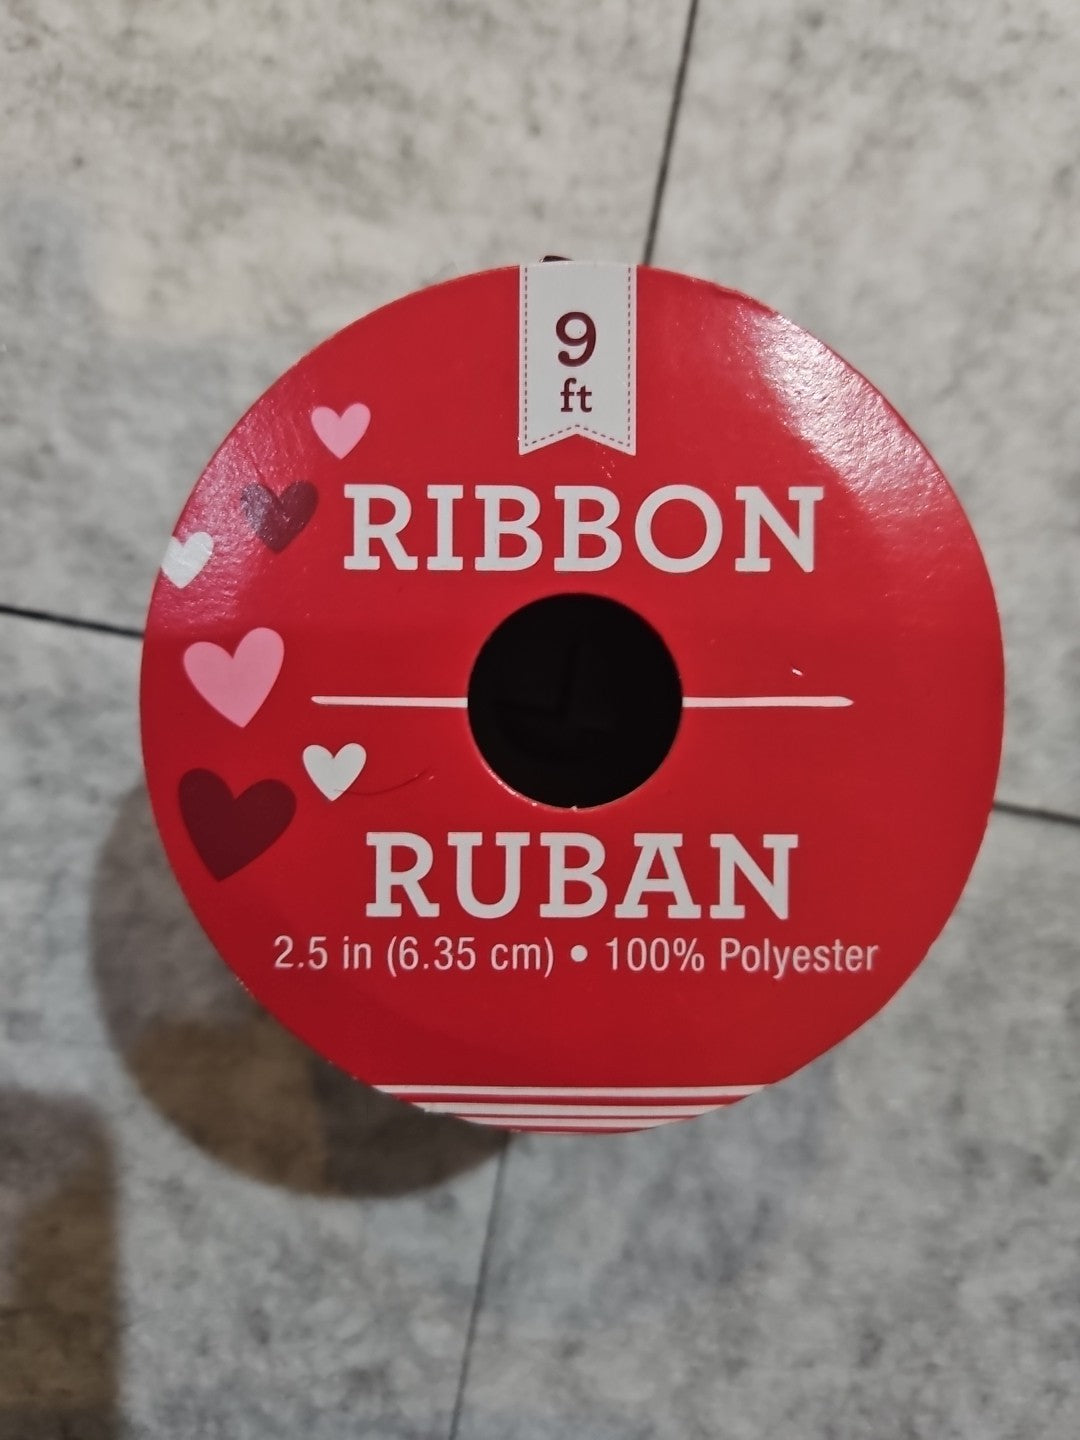 9
ft
RIBBON
RUBAN
2.5 in (6.35 cm) • 100% Polyester